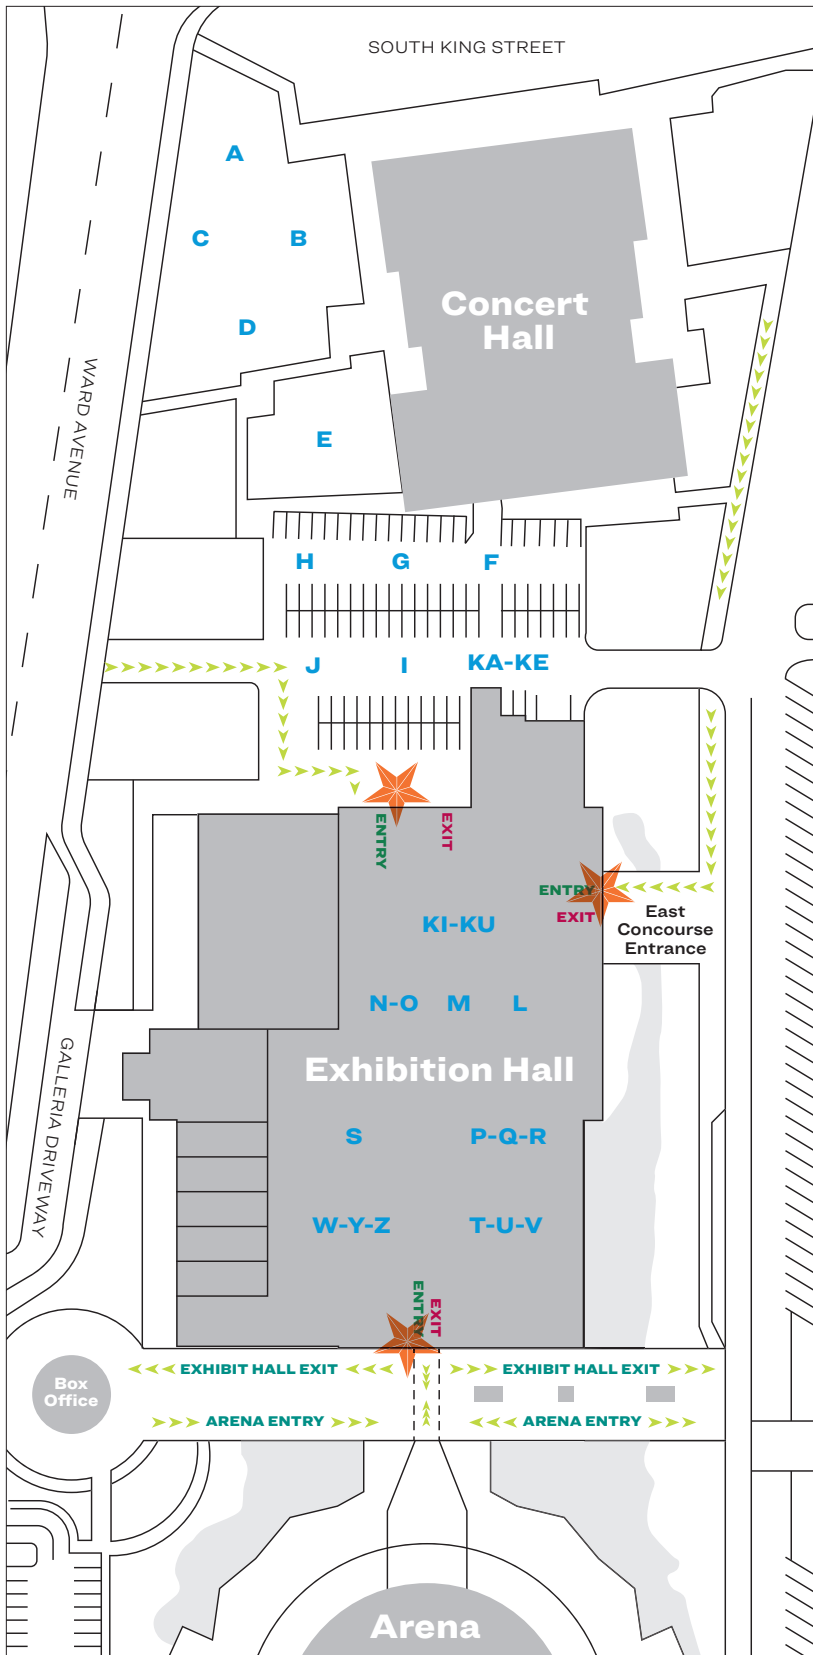 SOUTH KING STREET
A
C
B
D
Concert
Hall
WARD AVENUE
E
H
G
F
J
I
KA-KE
ENTRY
EXIT
ENTRY
EXIT
East
Concourse
Entrance
KI-KU
N-O
M
L
Exhibition Hall
GALLERIA DRIVEWAY
S
P-Q-R
W-Y-Z
T-U-V
ENTRY
EXIT
EXHIBIT HALL EXIT
EXHIBIT HALL EXIT
Box
Office
ARENA ENTRY
ARENA ENTRY
Arena